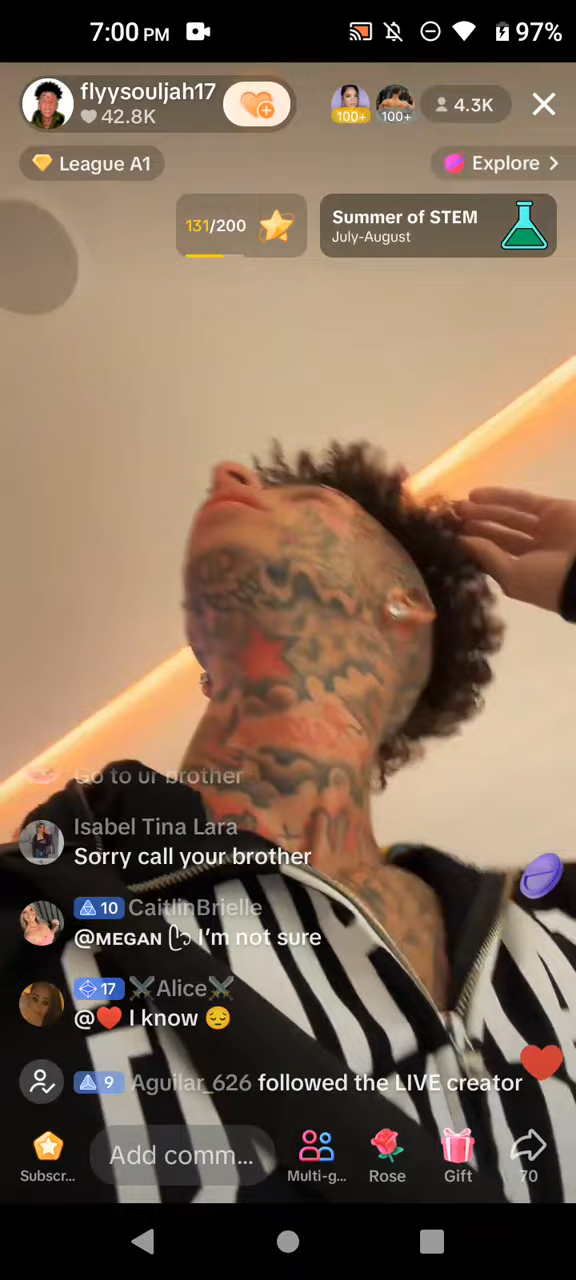 7:00 PM
97%
flyysouljah17
42.8K
100+
100+
4.3K
League A1
Explore >
131/200
Summer of STEM
July-August
Go to ur brother
Isabel Tina Lara
Sorry call your brother
10 CaitlinBrielle
@ᴍᴇɢᴀɴ I'm not sure
17 ⚔️Alice⚔️
@❤️ I know 😔
9 Aguilar_626 followed the LIVE creator
Subscr...
Add comm...
Multi-g...
Rose
Gift
70